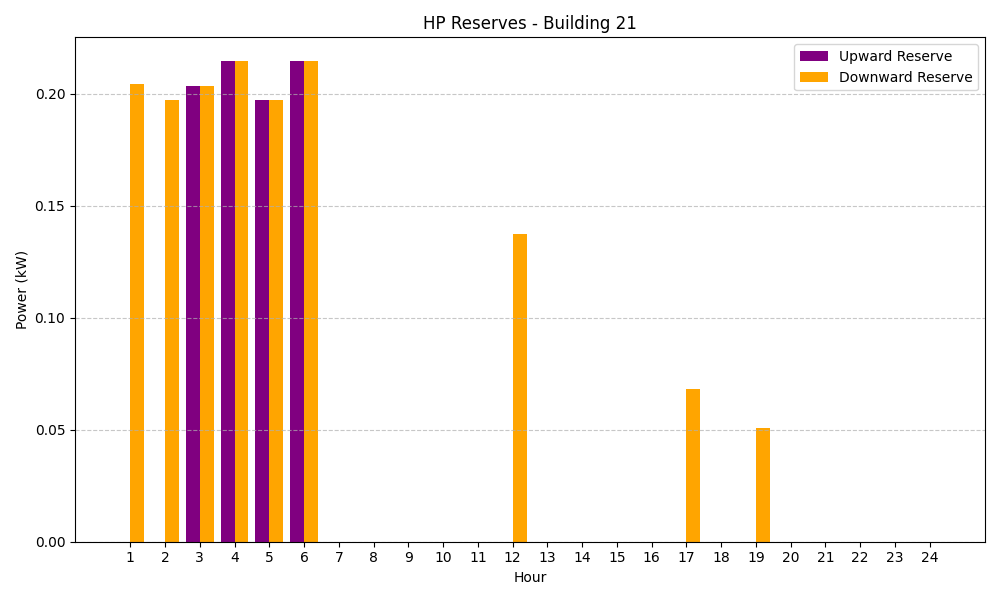 HP Reserves - Building 21
Upward Reserve
Downward Reserve
Power (kW)
0.20
0.15
0.10
0.05
0.00
1 2 3 4 5 6 7 8 9 10 11 12 13 14 15 16 17 18 19 20 21 22 23 24
Hour